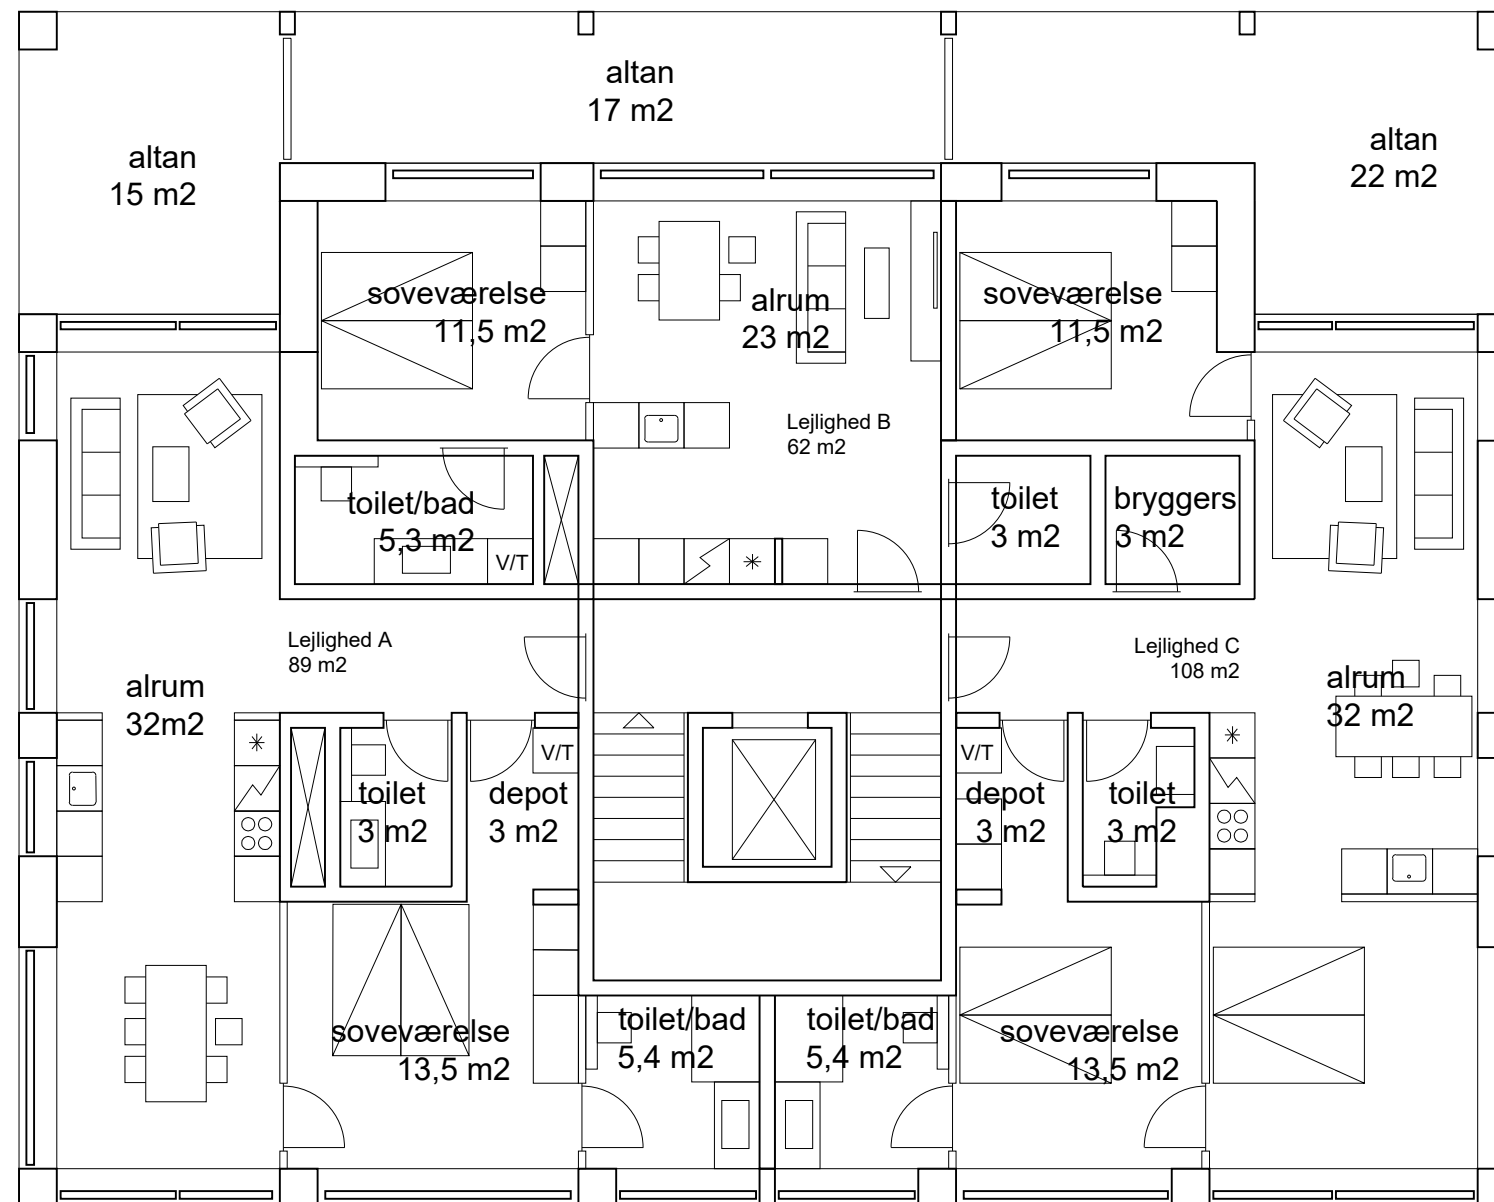 altan
17 m2
altan
15 m2
altan
22 m2
soveværelse
11,5 m2
alrum
23 m2
soveværelse
11,5 m2
Lejlighed B
62 m2
toilet/bad
5,3 m2
V/T
toilet
3 m2
bryggers
3 m2
Lejlighed A
89 m2
Lejlighed C
108 m2
alrum
32m2
alrum
32 m2
V/T
V/T
toilet
3 m2
depot
3 m2
depot
3 m2
toilet
3 m2
soveværelse
13,5 m2
toilet/bad
5,4 m2
toilet/bad
5,4 m2
soveværelse
13,5 m2